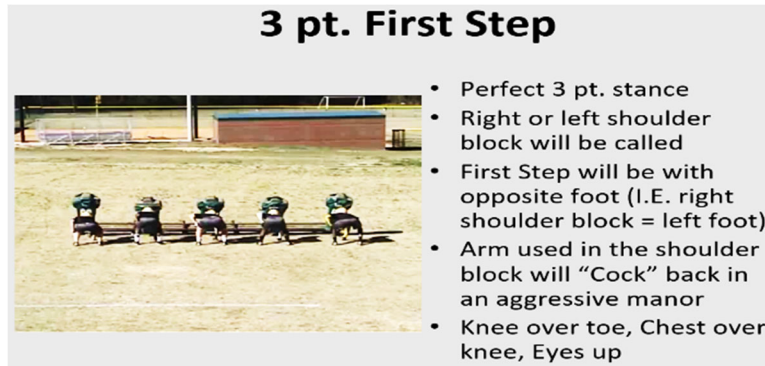 3 pt. First Step
• Perfect 3 pt. stance
• Right or left shoulder
block will be called
• First Step will be with
opposite foot (I.E. right
shoulder block = left foot)
• Arm used in the shoulder
block will “Cock” back in
an aggressive manor
• Knee over toe, Chest over
knee, Eyes up